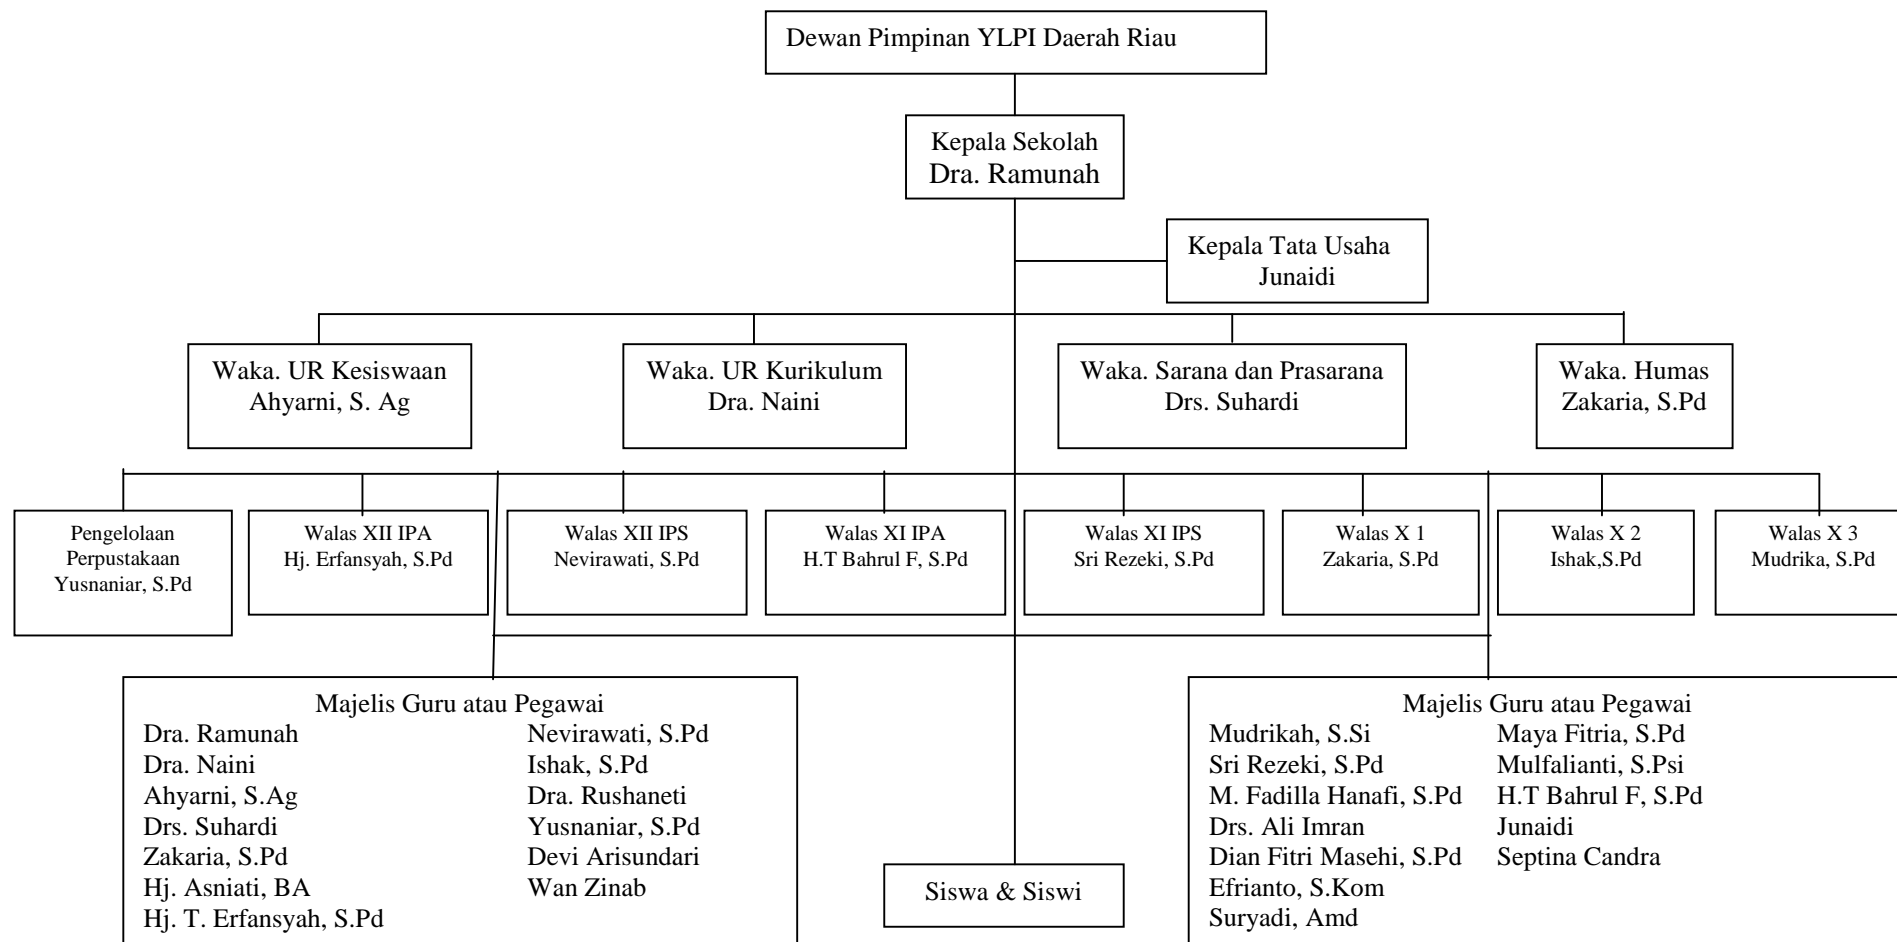 Dewan Pimpinan YLPI Daerah Riau
Kepala Sekolah
Dra. Ramunah
Kepala Tata Usaha
Junaidi
Waka. UR Kesiswaan
Ahyarni, S. Ag
Waka. UR Kurikulum
Dra. Naini
Waka. Sarana dan Prasarana
Drs. Suhardi
Waka. Humas
Zakaria, S.Pd
Pengelolaan
Perpustakaan
Yusnaniar, S.Pd
Walas XII IPA
Hj. Erfansyah, S.Pd
Walas XII IPS
Nevirawati, S.Pd
Walas XI IPA
H.T Bahrul F, S.Pd
Walas XI IPS
Sri Rezeki, S.Pd
Walas X 1
Zakaria, S.Pd
Walas X 2
Ishak,S.Pd
Walas X 3
Mudrika, S.Pd
Majelis Guru atau Pegawai
Dra. Ramunah
Dra. Naini
Ahyarni, S.Ag
Drs. Suhardi
Zakaria, S.Pd
Hj. Asniati, BA
Hj. T. Erfansyah, S.Pd
Nevirawati, S.Pd
Ishak, S.Pd
Dra. Rushaneti
Yusnaniar, S.Pd
Devi Arisundari
Wan Zinab
Siswa & Siswi
Majelis Guru atau Pegawai
Mudrikah, S.Si
Sri Rezeki, S.Pd
M. Fadilla Hanafi, S.Pd
Drs. Ali Imran
Dian Fitri Masehi, S.Pd
Efrianto, S.Kom
Suryadi, Amd
Maya Fitria, S.Pd
Mulfalianti, S.Psi
H.T Bahrul F, S.Pd
Junaidi
Septina Candra